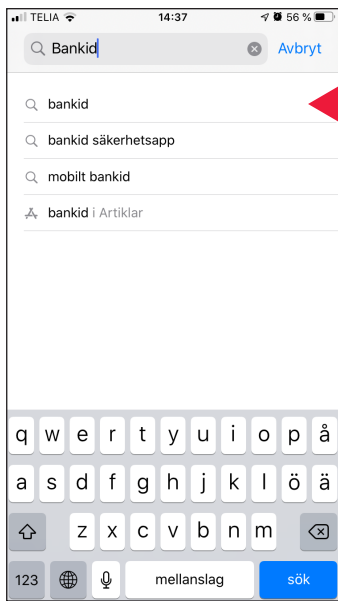 TELIA 14:37 56 %
Bankid Avbryt
bankid
bankid säkerhetsapp
mobilt bankid
bankid i Artiklar
q w e r t y u i o p å
a s d f g h j k l ö ä
z x c v b n m
123 mellanslag sök